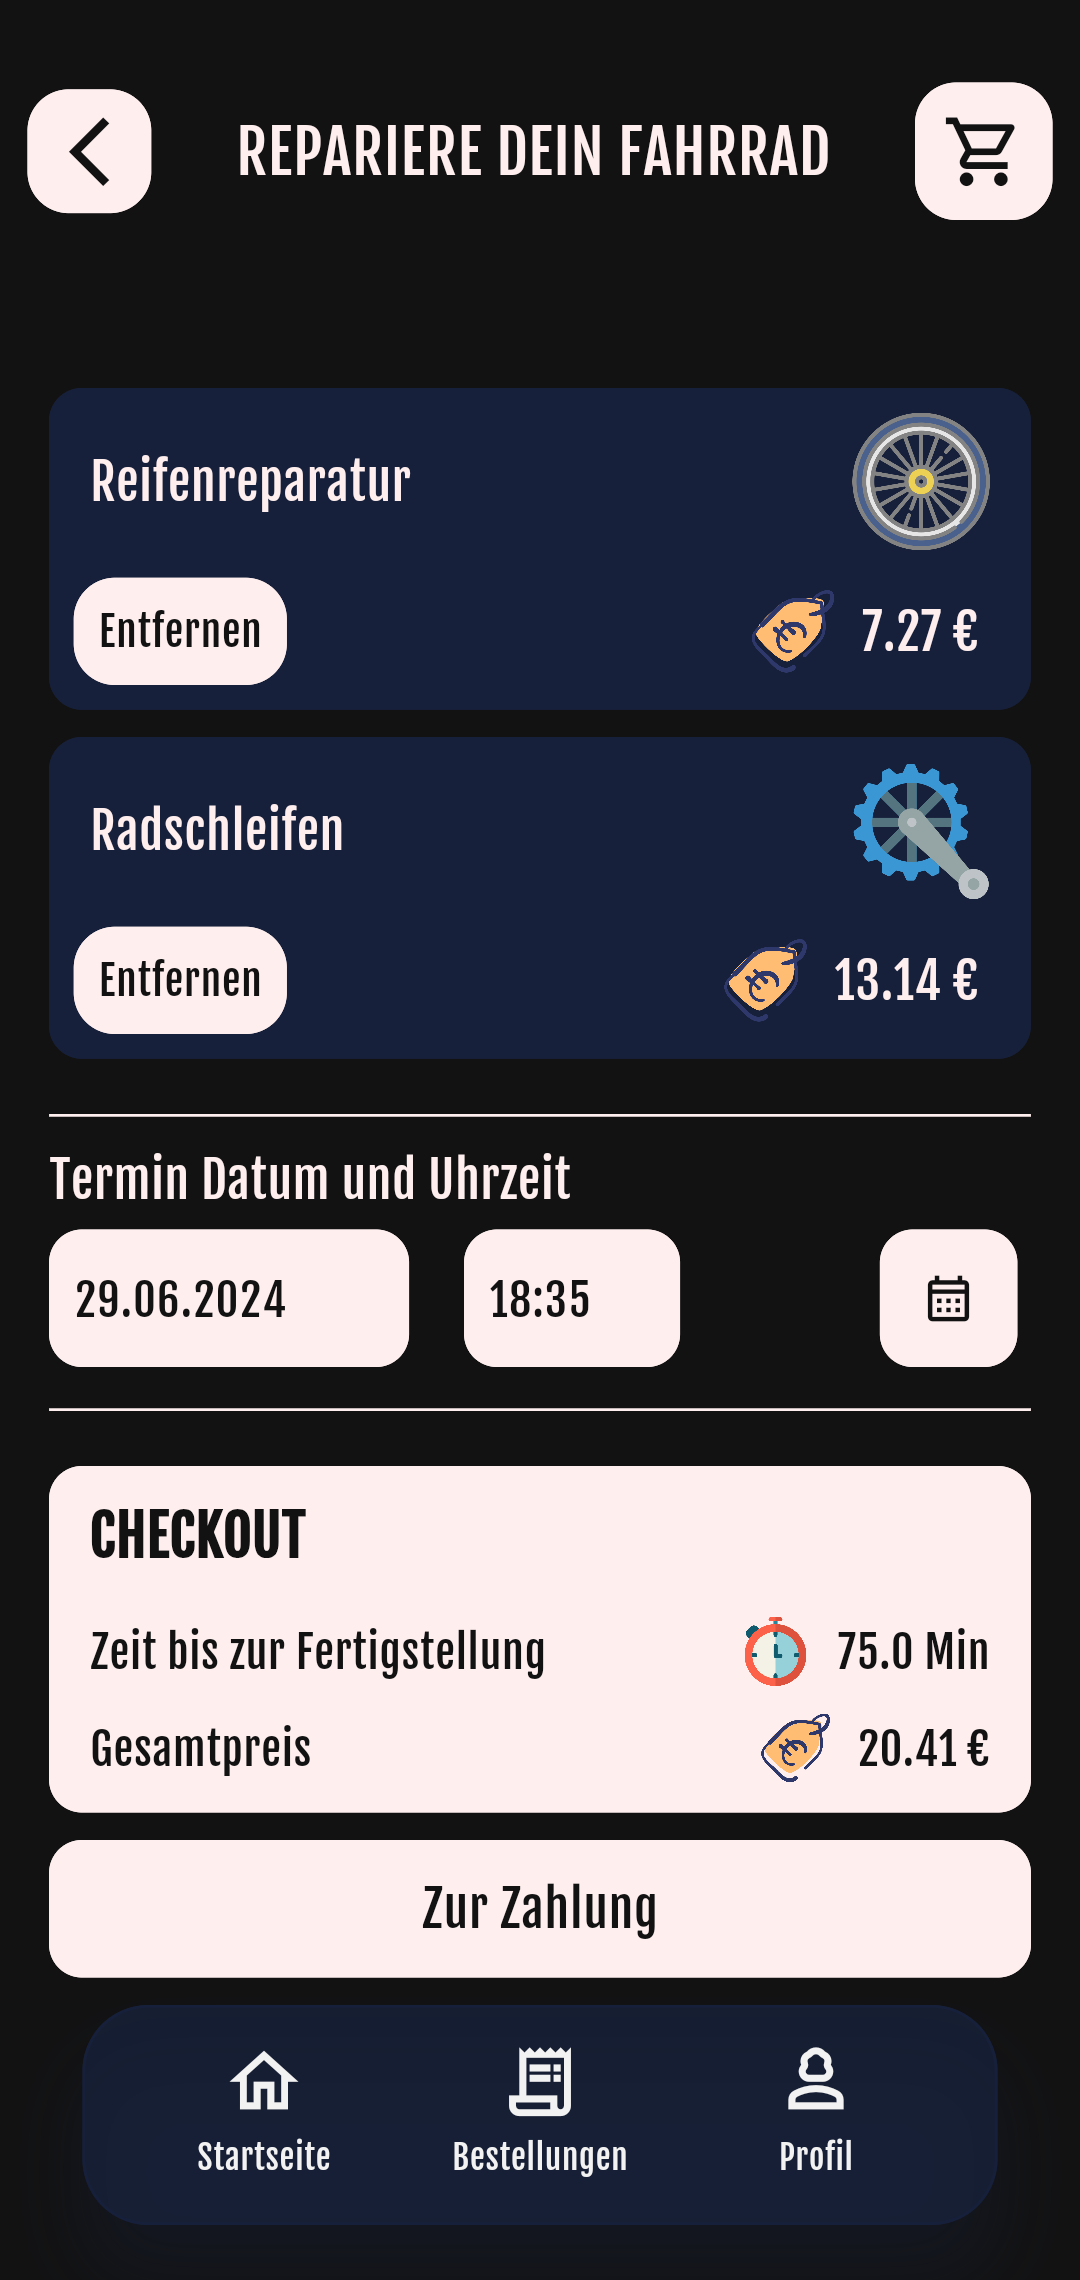 REPARIERE DEIN FAHRRAD
Reifenreparatur
Entfernen
7.27 €
Radschleifen
Entfernen
13.14 €
Termin Datum und Uhrzeit
29.06.2024
18:35
CHECKOUT
Zeit bis zur Fertigstellung
75.0 Min
Gesamtpreis
20.41 €
Zur Zahlung
Startseite
Bestellungen
Profil